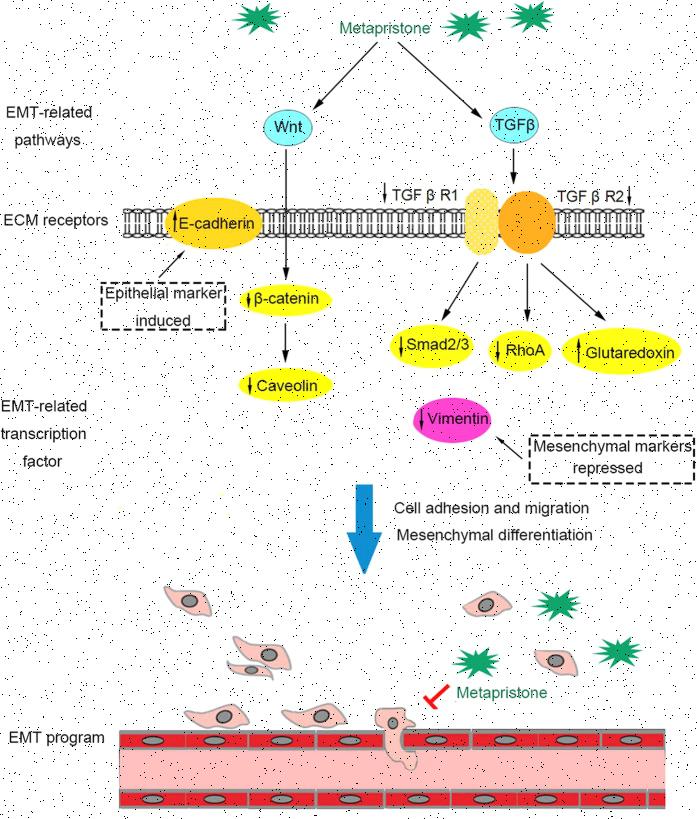 Metapristone
EMT-related
pathways
Wnt
TGFβ
TGF β R1
TGF β R2
ECM receptors
E-cadherin
Epithelial marker
induced
β-catenin
Smad2/3
RhoA
Glutaredoxin
Caveolin
EMT-related
transcription
factor
Vimentin
Mesenchymal markers
repressed
Cell adhesion and migration
Mesenchymal differentiation
Metapristone
EMT program